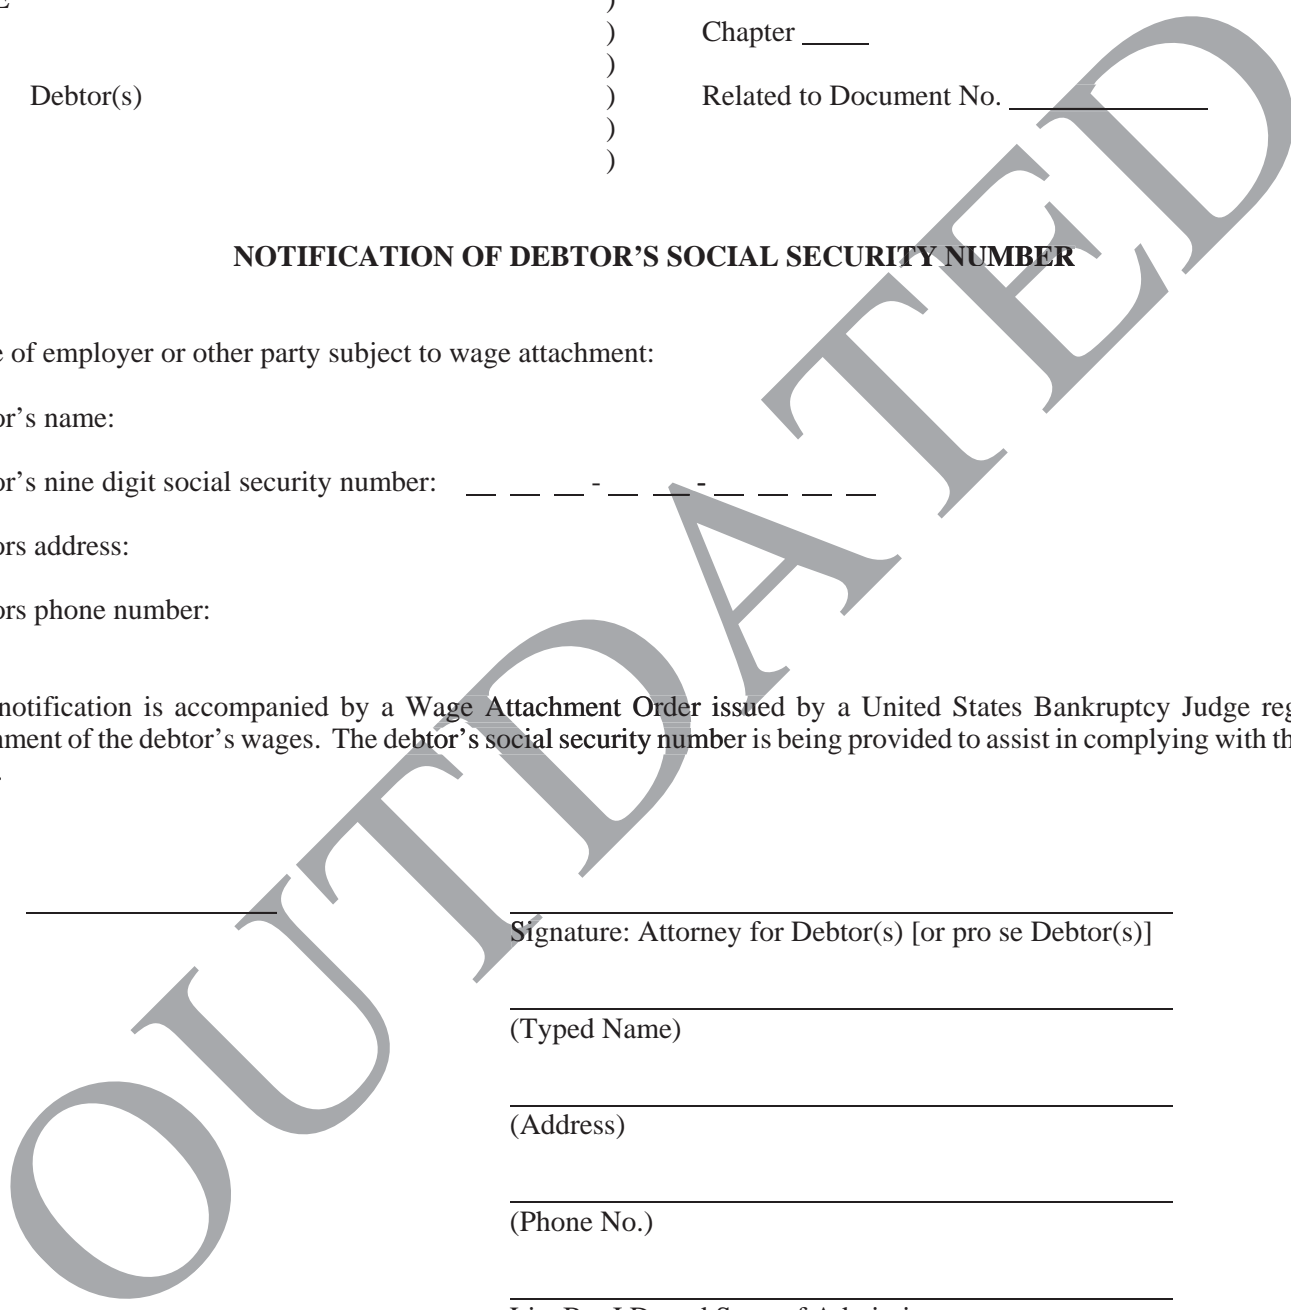 )
) Chapter _____
)
Debtor(s) ) Related to Document No. _______________
)
)
NOTIFICATION OF DEBTOR’S SOCIAL SECURITY NUMBER
e of employer or other party subject to wage attachment:
or’s name:
or’s nine digit social security number: _ _ _ - _ _ - _ _ _ _
ors address:
ors phone number:
notification is accompanied by a Wage Attachment Order issued by a United States Bankruptcy Judge reg
nment of the debtor’s wages. The debtor’s social security number is being provided to assist in complying with th
.
Signature: Attorney for Debtor(s) [or pro se Debtor(s)]
(Typed Name)
(Address)
(Phone No.)
OUTDATED